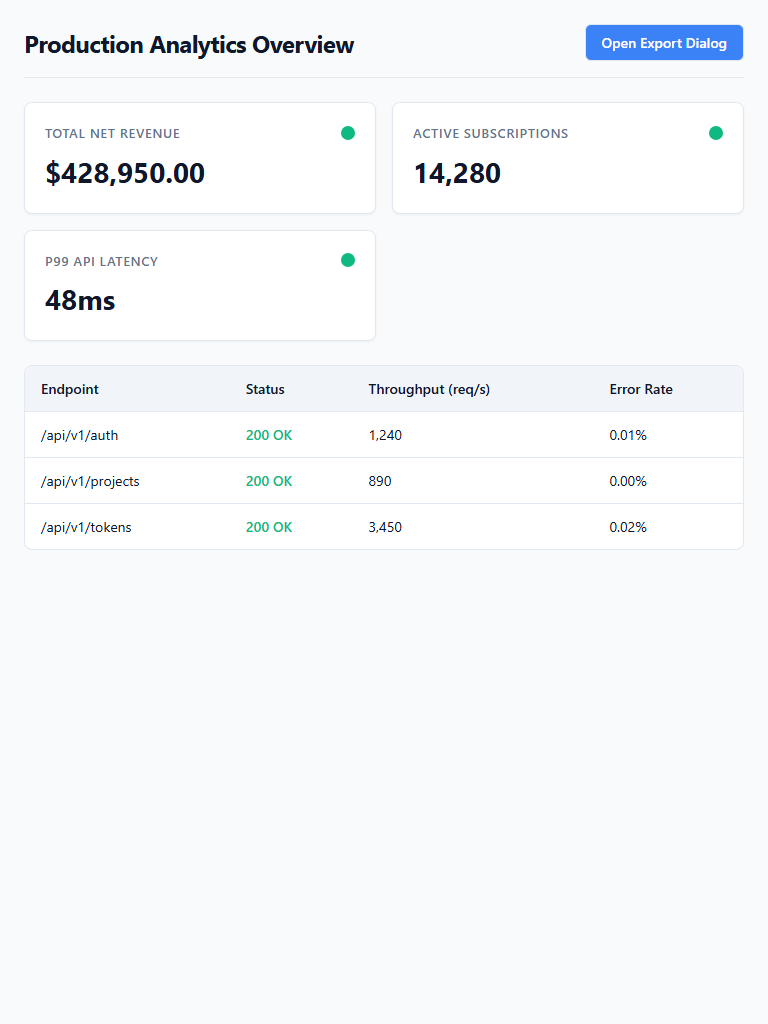 Production Analytics Overview
Open Export Dialog
TOTAL NET REVENUE
$428,950.00
ACTIVE SUBSCRIPTIONS
14,280
P99 API LATENCY
48ms
Endpoint Status Throughput (req/s) Error Rate
/api/v1/auth 200 OK 1,240 0.01%
/api/v1/projects 200 OK 890 0.00%
/api/v1/tokens 200 OK 3,450 0.02%